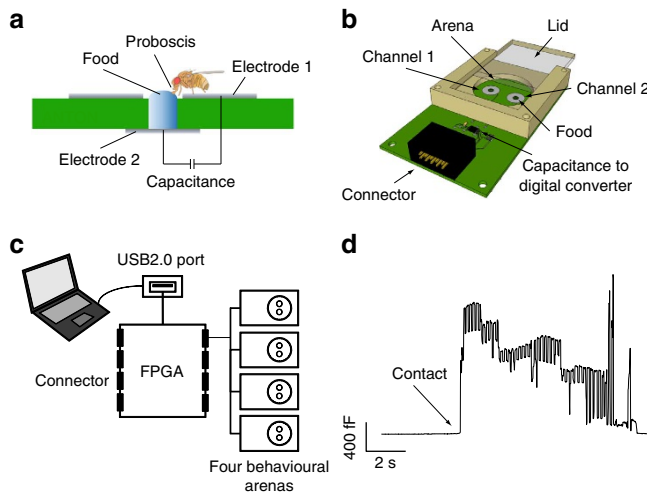 a
Proboscis
Food
Electrode 1
Electrode 2
Capacitance
b
Lid
Arena
Channel 1
Channel 2
Food
Capacitance to
digital converter
Connector
c
USB2.0 port
FPGA
Connector
Four behavioural
arenas
d
Contact
400 fF
2 s